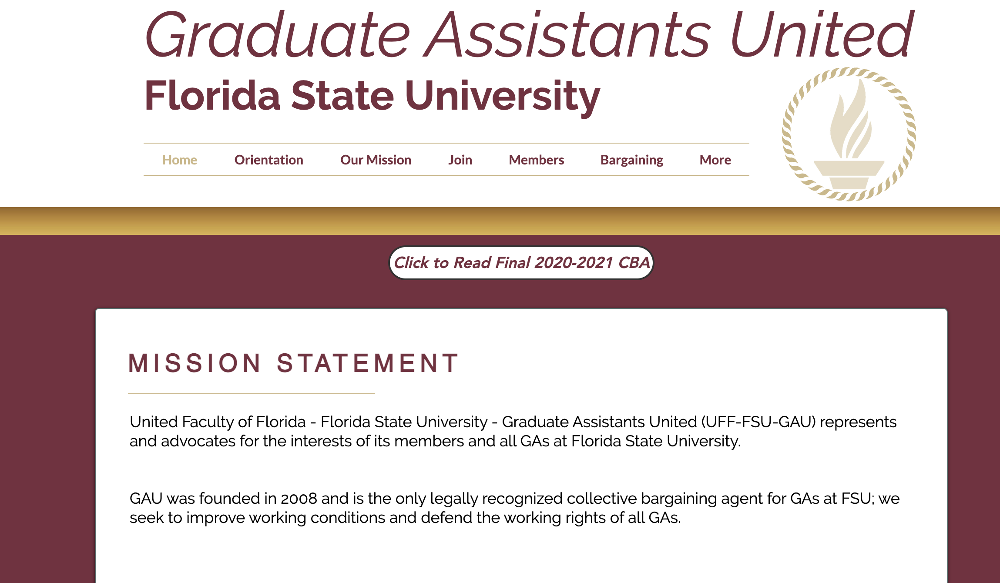 Graduate Assistants United
Florida State University
Home Orientation Our Mission Join Members Bargaining More
Click to Read Final 2020-2021 CBA
MISSION STATEMENT
United Faculty of Florida - Florida State University - Graduate Assistants United (UFF-FSU-GAU) represents
and advocates for the interests of its members and all GAs at Florida State University.
GAU was founded in 2008 and is the only legally recognized collective bargaining agent for GAs at FSU; we
seek to improve working conditions and defend the working rights of all GAs.